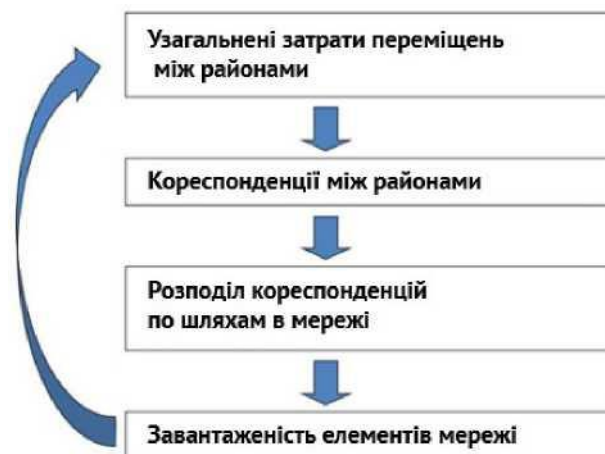 Узагальнені затрати переміщень
між районами
Кореспонденції між районами
Розподіл кореспонденцій
по шляхам в мережі
Завантаженість елементів мережі